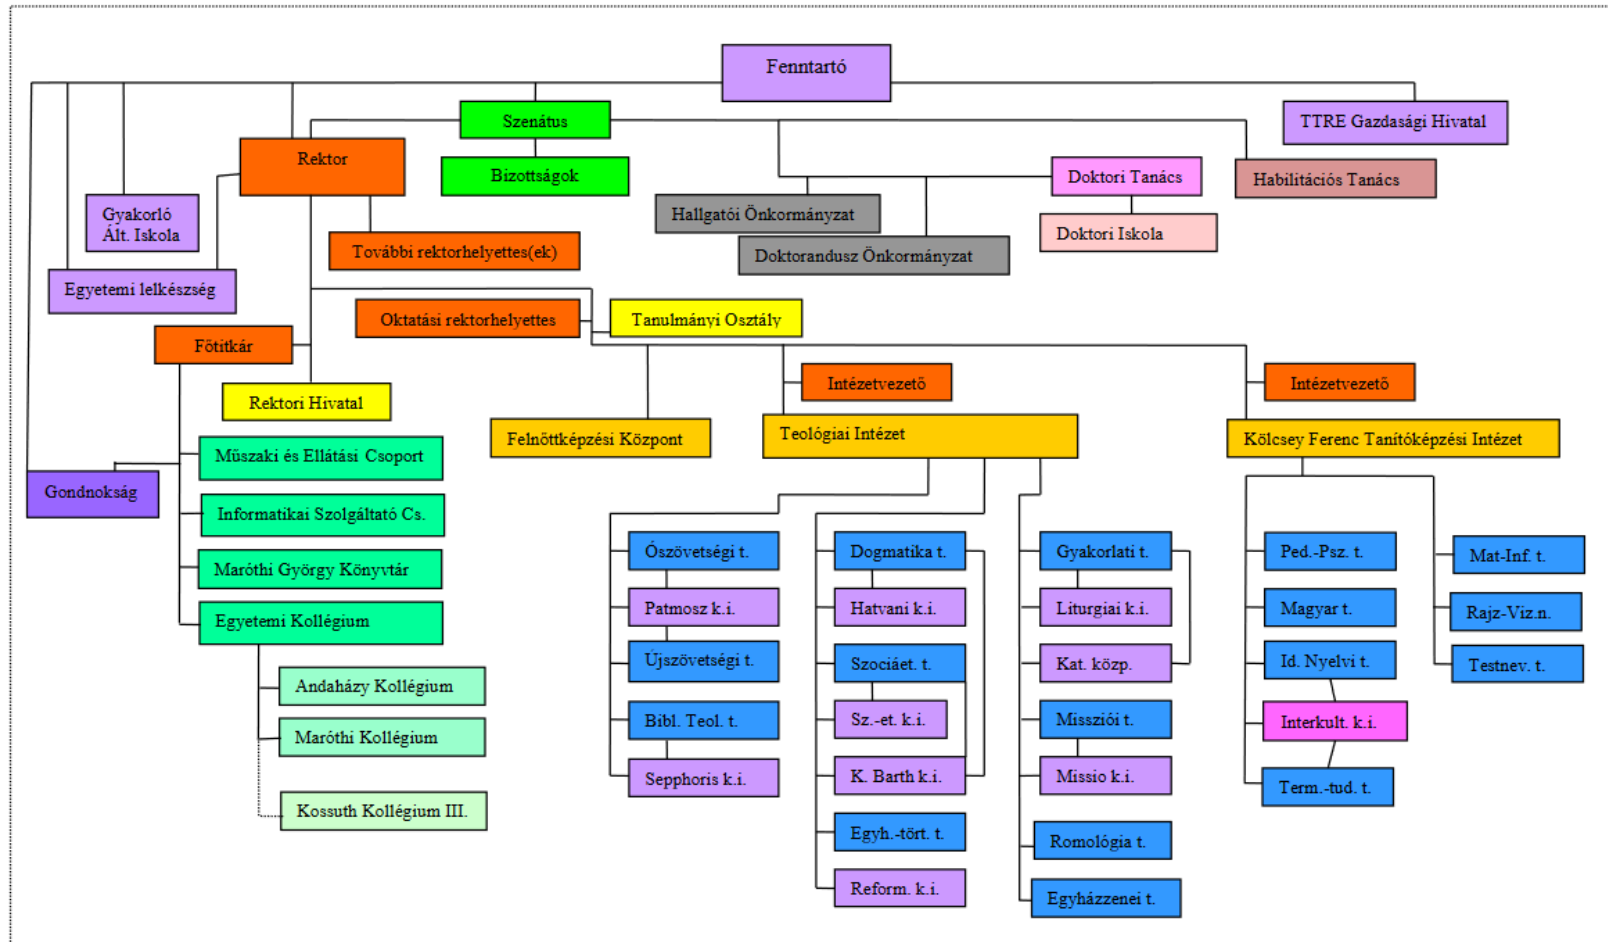 Fenntartó
Szenátus
TTRE Gazdasági Hivatal
Rektor
Bizottságok
Doktori Tanács
Habilitációs Tanács
Gyakorló
Ált. Iskola
Hallgatói Önkormányzat
Doktori Iskola
További rektorhelyettes(ek)
Doktorandusz Önkormányzat
Egyetemi lelkészség
Oktatási rektorhelyettes
Tanulmányi Osztály
Főtitkár
Intézetvezető
Intézetvezető
Rektori Hivatal
Felnőttképzési Központ
Teológiai Intézet
Kölcsey Ferenc Tanítóképzési Intézet
Műszaki és Ellátási Csoport
Gondnokság
Informatikai Szolgáltató Cs.
Maróthi György Könyvtár
Egyetemi Kollégium
Andaházy Kollégium
Maróthi Kollégium
Kossuth Kollégium III.
Ószövetségi t.
Patmosz k.i.
Újszövetségi t.
Bibl. Teol. t.
Sepphoris k.i.
Dogmatika t.
Hatvani k.i.
Szociáet. t.
Sz.-et. k.i.
K. Barth k.i.
Egyh.-tört. t.
Reform. k.i.
Gyakorlati t.
Liturgiai k.i.
Kat. közp.
Missziói t.
Missio k.i.
Romológia t.
Egyházzenei t.
Ped.-Psz. t.
Magyar t.
Id. Nyelvi t.
Interkult. k.i.
Term.-tud. t.
Mat-Inf. t.
Rajz-Viz.n.
Testnev. t.